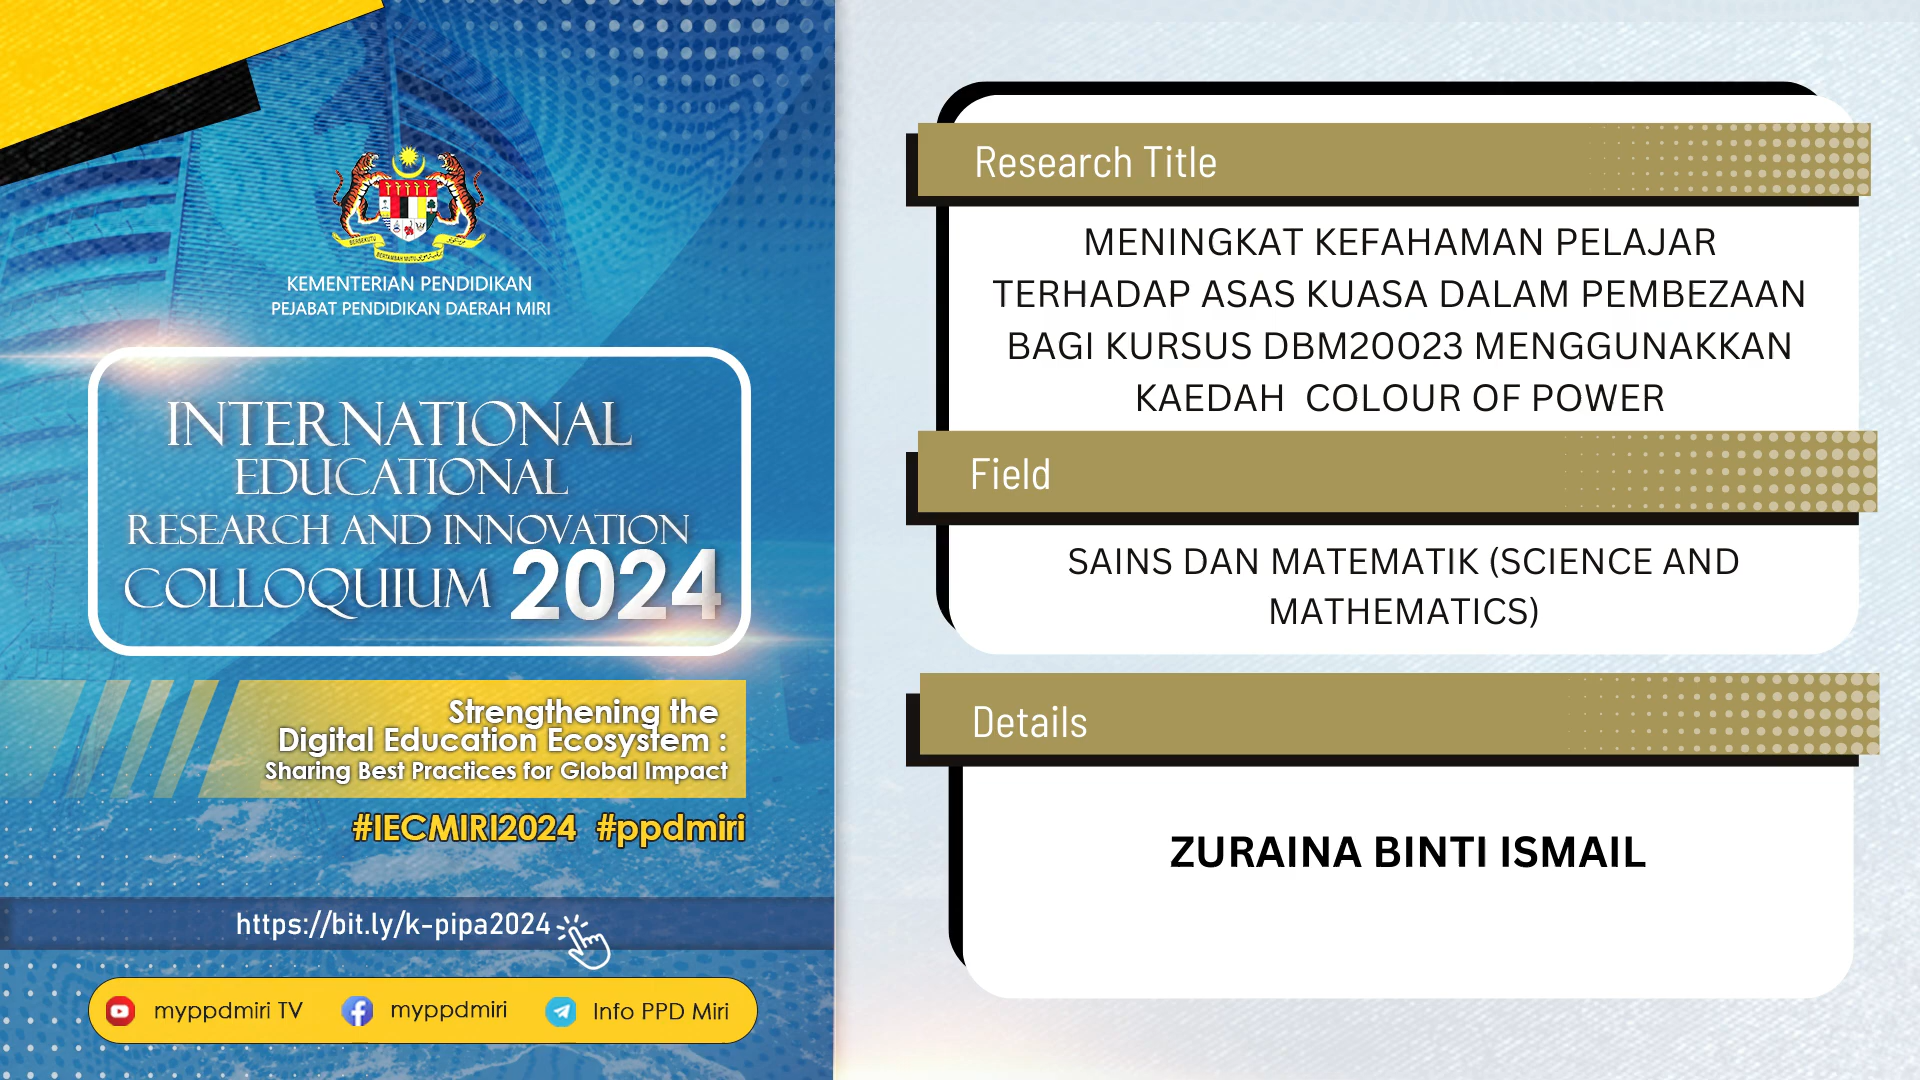 KEMENTERIAN PENDIDIKAN
PEJABAT PENDIDIKAN DAERAH MIRI
INTERNATIONAL
EDUCATIONAL
RESEARCH AND INNOVATION
COLLOQUIUM 2024
Strengthening the
Digital Education Ecosystem :
Sharing Best Practices for Global Impact
#IECMIRI2024 #ppdmiri
https://bit.ly/k-pipa2024
myppdmiri TV myppdmiri Info PPD Miri
Research Title
MENINGKAT KEFAHAMAN PELAJAR
TERHADAP ASAS KUASA DALAM PEMBEZAAN
BAGI KURSUS DBM20023 MENGGUNAKKAN
KAEDAH COLOUR OF POWER
Field
SAINS DAN MATEMATIK (SCIENCE AND
MATHEMATICS)
Details
ZURAINA BINTI ISMAIL